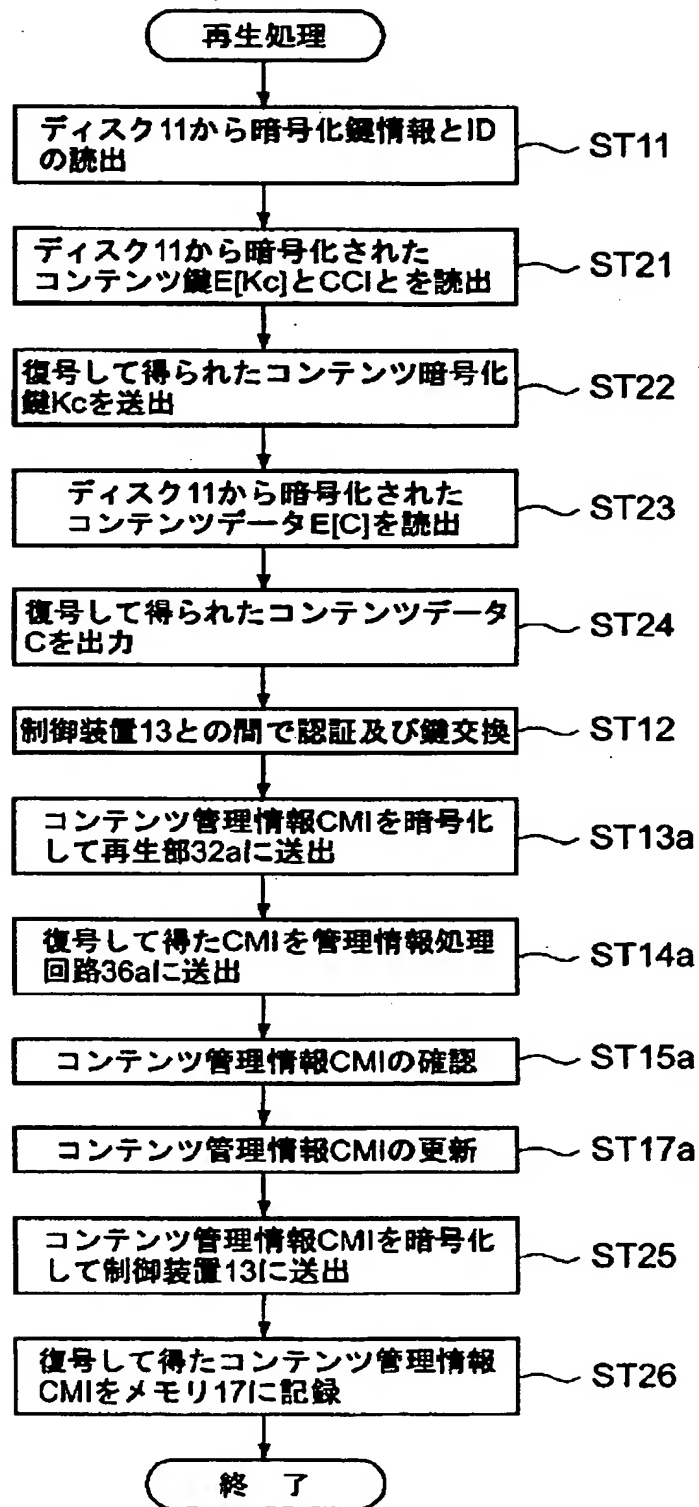 再生処理
ディスク11から暗号化鍵情報とID
の読出
ST11
ディスク11から暗号化された
コンテンツ鍵E[Kc]とCCIとを読出
ST21
復号して得られたコンテンツ暗号化
鍵Kcを送出
ST22
ディスク11から暗号化された
コンテンツデータE[C]を読出
ST23
復号して得られたコンテンツデータ
Cを出力
ST24
制御装置13との間で認証及び鍵交換
ST12
コンテンツ管理情報CMIを暗号化
して再生部32aに送出
ST13a
復号して得たCMIを管理情報処理
回路36aに送出
ST14a
コンテンツ管理情報CMIの確認
ST15a
コンテンツ管理情報CMIの更新
ST17a
コンテンツ管理情報CMIを暗号化
して制御装置13に送出
ST25
復号して得たコンテンツ管理情報
CMIをメモリ17に記録
ST26
終 了